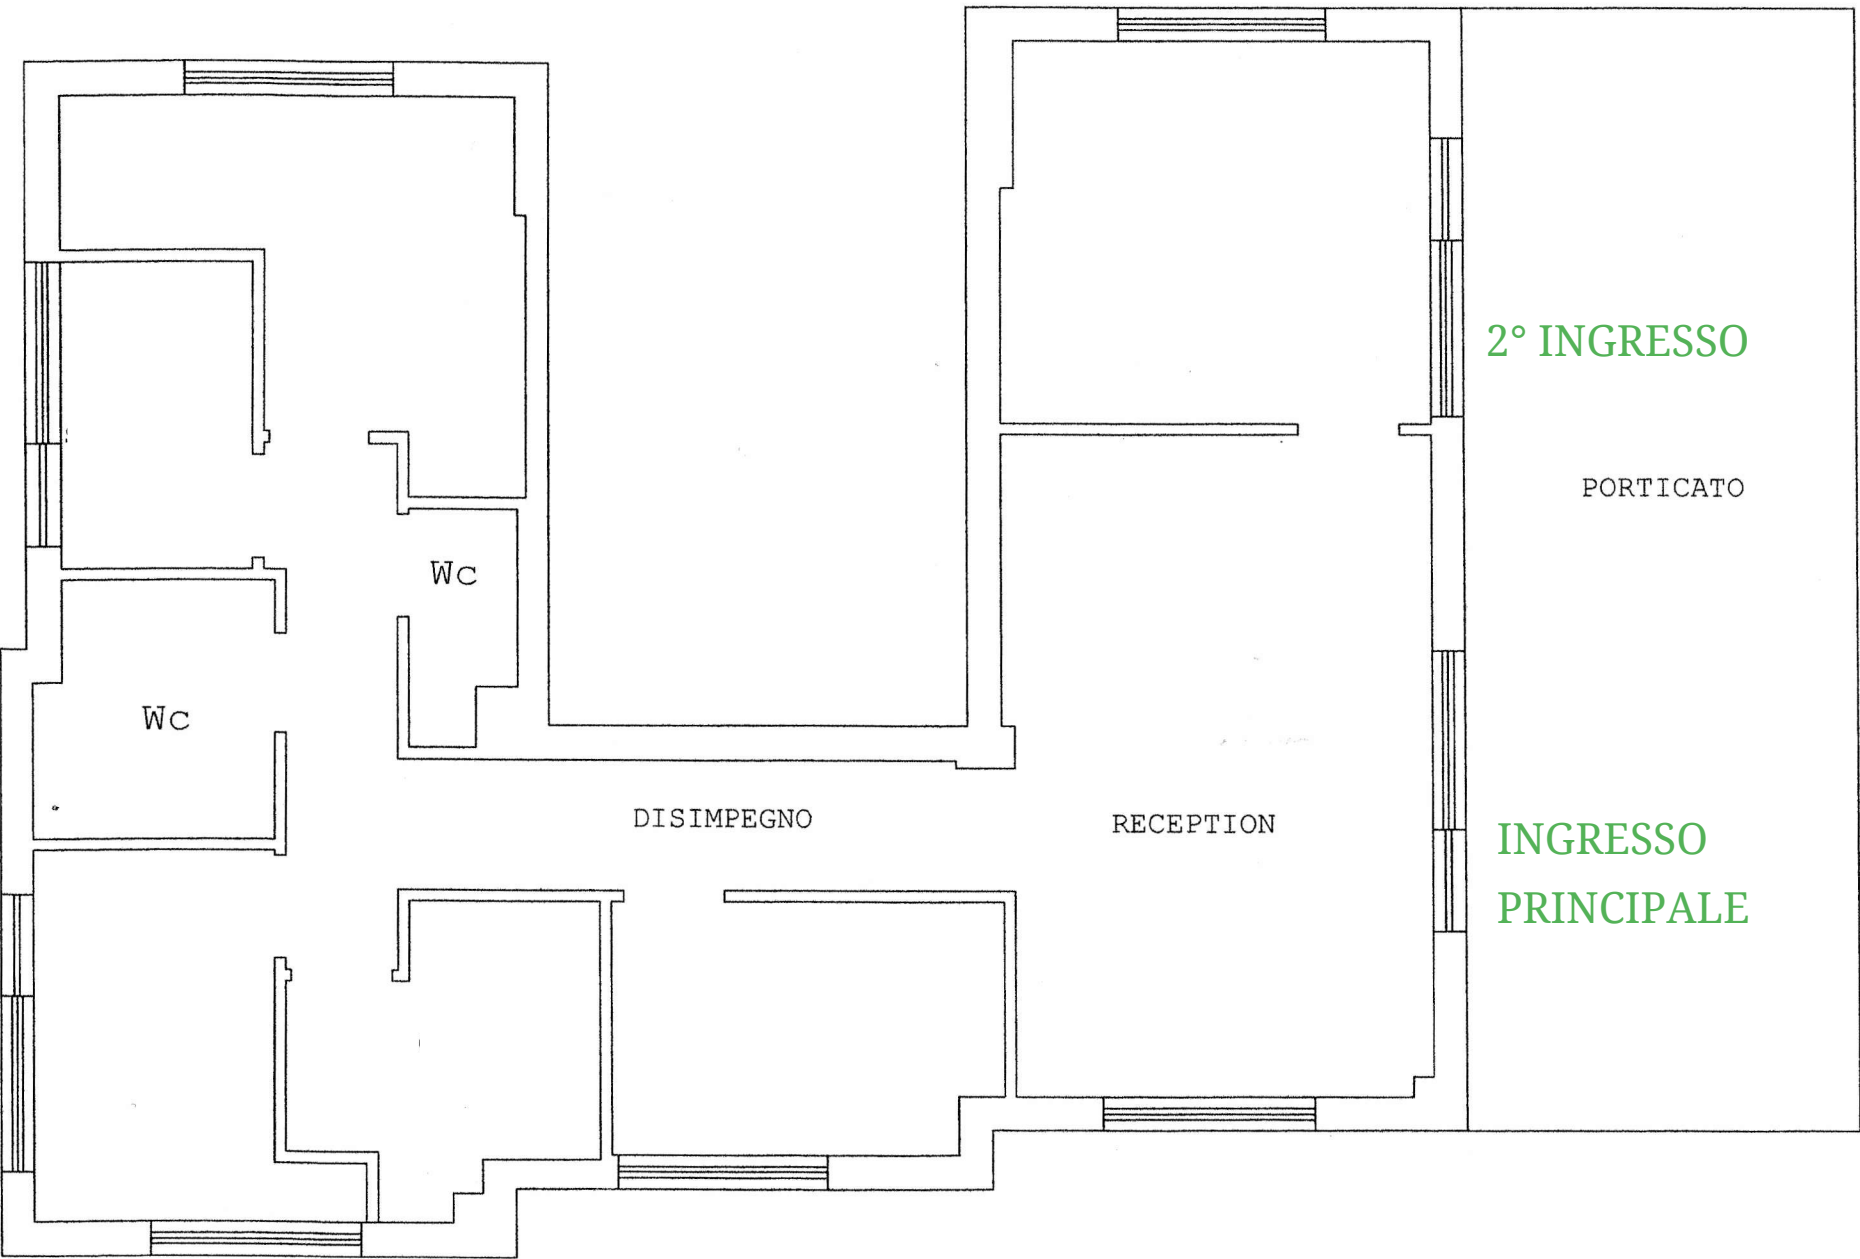 2° INGRESSO
PORTICATO
Wc
Wc
DISIMPEGNO
RECEPTION
INGRESSO
PRINCIPALE